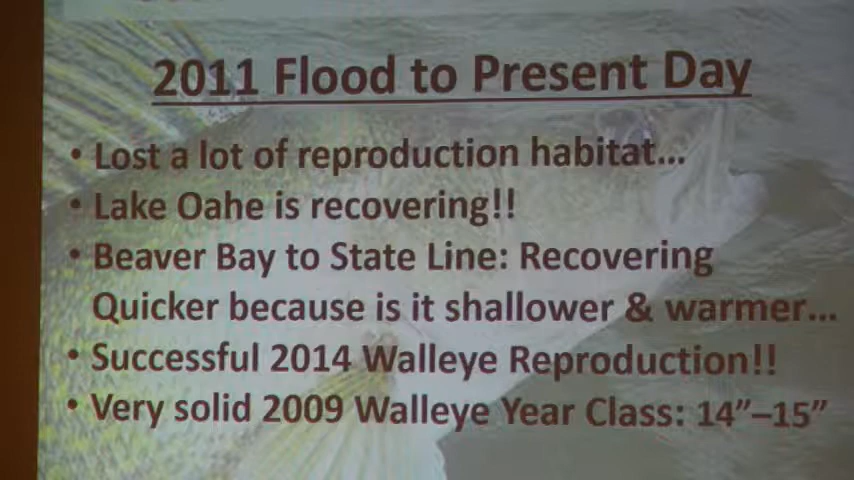 2011 Flood to Present Day
• Lost a lot of reproduction habitat...
• Lake Oahe is recovering!!
• Beaver Bay to State Line: Recovering
Quicker because is it shallower & warmer...
• Successful 2014 Walleye Reproduction!!
• Very solid 2009 Walleye Year Class: 14”–15”